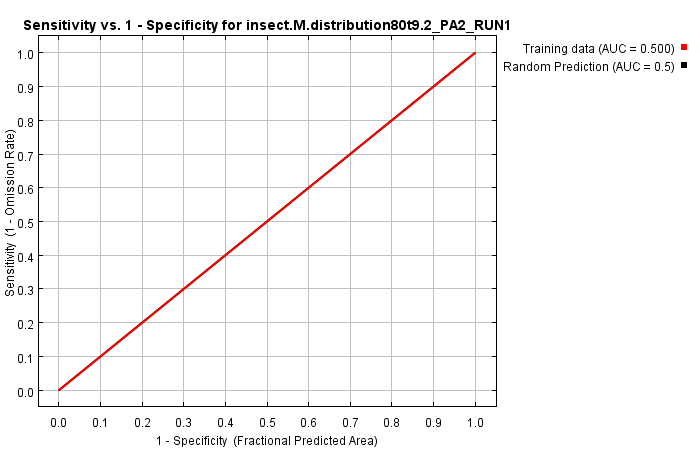 Sensitivity vs. 1 - Specificity for insect.M.distribution80t9.2_PA2_RUN1
Training data (AUC = 0.500)
Random Prediction (AUC = 0.5)
Sensitivity (1 - Omission Rate)
1.0
0.9
0.8
0.7
0.6
0.5
0.4
0.3
0.2
0.1
0.0
0.0 0.1 0.2 0.3 0.4 0.5 0.6 0.7 0.8 0.9 1.0
1 - Specificity (Fractional Predicted Area)